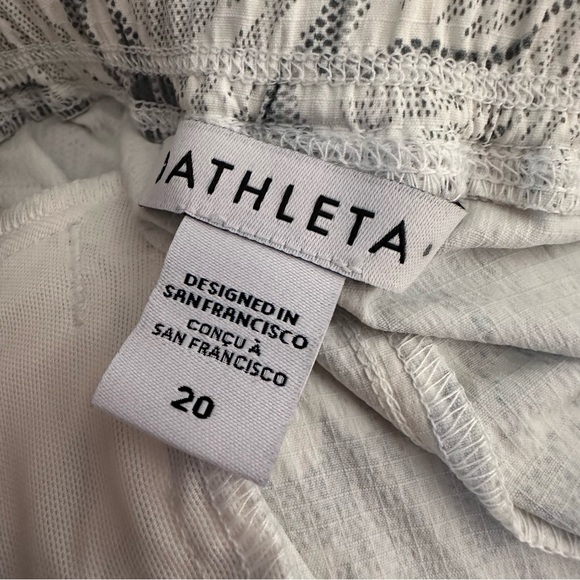 ATHLETA
DESIGNED IN
SAN FRANCISCO
CONÇU À
SAN FRANCISCO
20